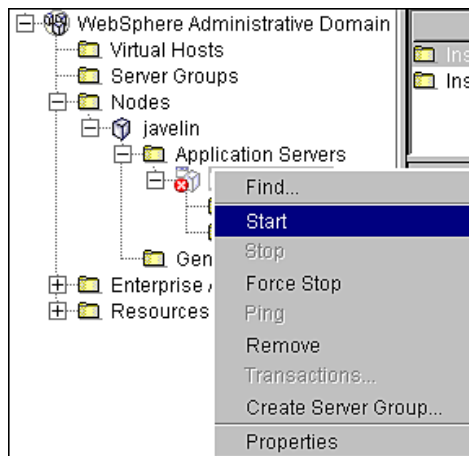 WebSphere Administrative Domain
Virtual Hosts
Server Groups
Nodes
javelin
Application Servers
Gen
Enterprise
Resources
Ins
Ins
Find...
Start
Stop
Force Stop
Ping
Remove
Transactions...
Create Server Group...
Properties